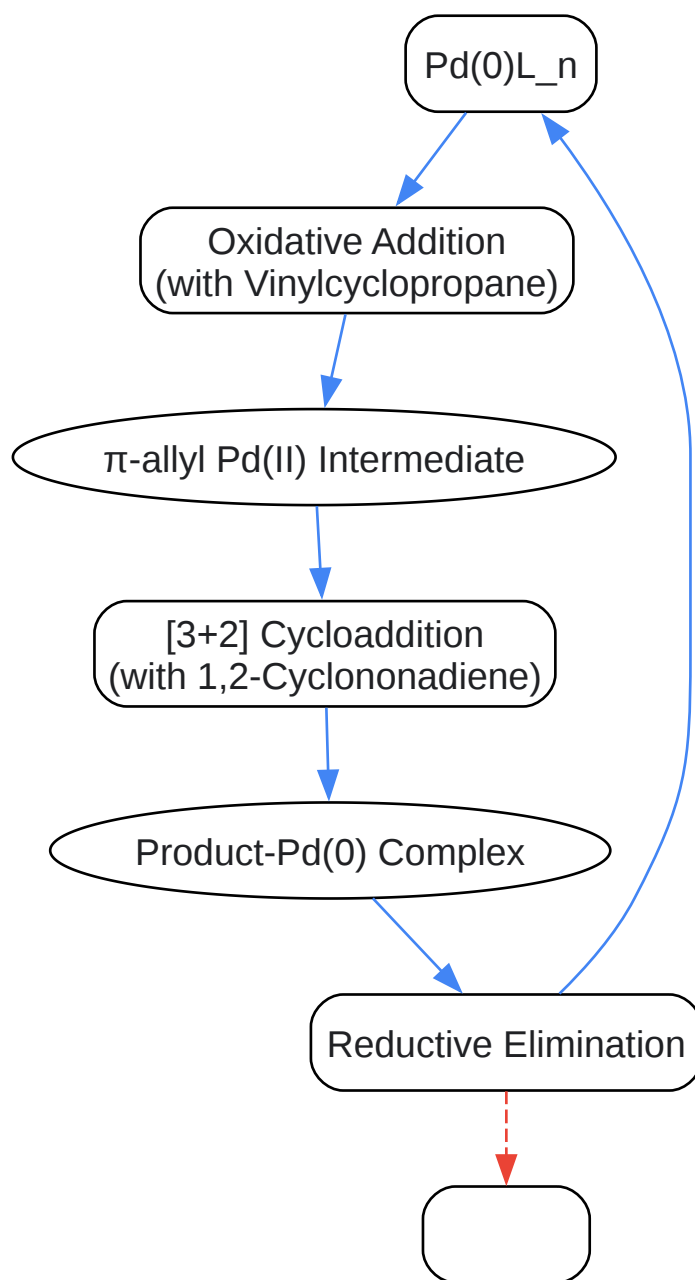 Pd(0)L_n
Oxidative Addition
(with Vinylcyclopropane)
π-allyl Pd(II) Intermediate
[3+2] Cycloaddition
(with 1,2-Cyclononadiene)
Product-Pd(0) Complex
Reductive Elimination